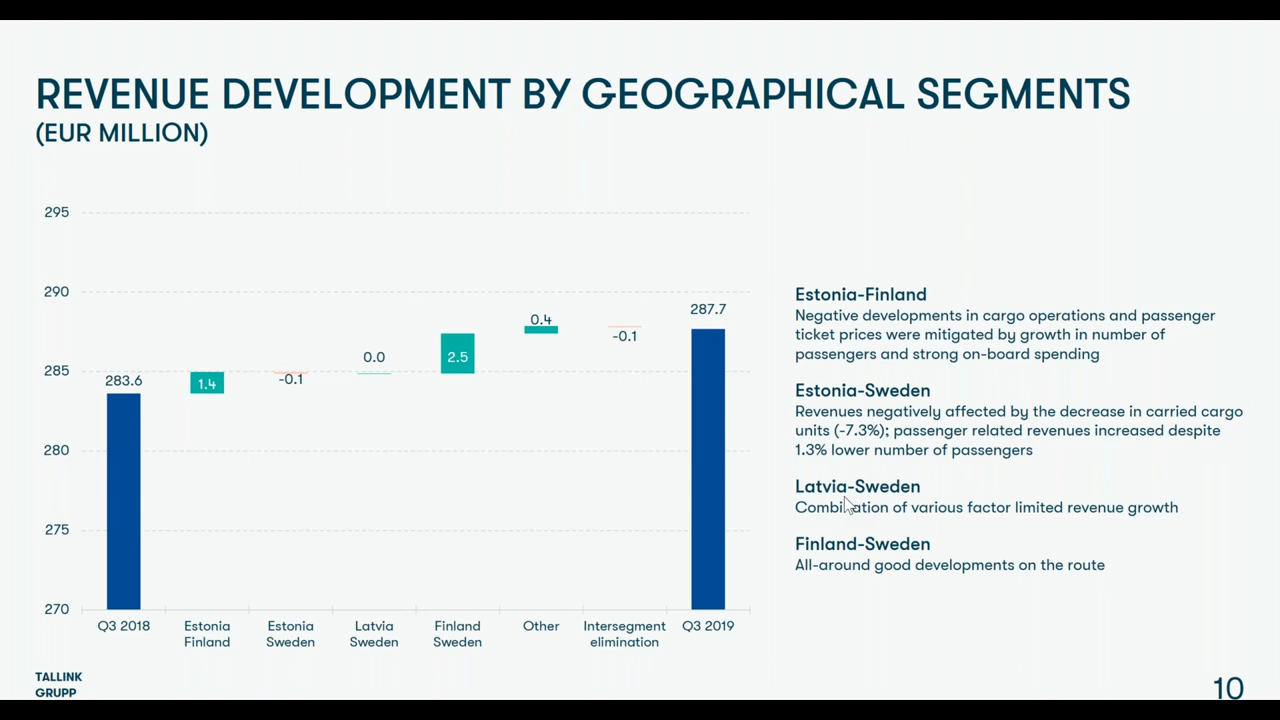 REVENUE DEVELOPMENT BY GEOGRAPHICAL SEGMENTS
(EUR MILLION)
295
290
285
280
275
270
283.6
1.4
-0.1
0.0
2.5
0.4
-0.1
287.7
Q3 2018
Estonia
Finland
Estonia
Sweden
Latvia
Sweden
Finland
Sweden
Other
Intersegment
elimination
Q3 2019
Estonia-Finland
Negative developments in cargo operations and passenger
ticket prices were mitigated by growth in number of
passengers and strong on-board spending
Estonia-Sweden
Revenues negatively affected by the decrease in carried cargo
units (-7.3%); passenger related revenues increased despite
1.3% lower number of passengers
Latvia-Sweden
Combination of various factor limited revenue growth
Finland-Sweden
All-around good developments on the route
TALLINK
GRUPP
10